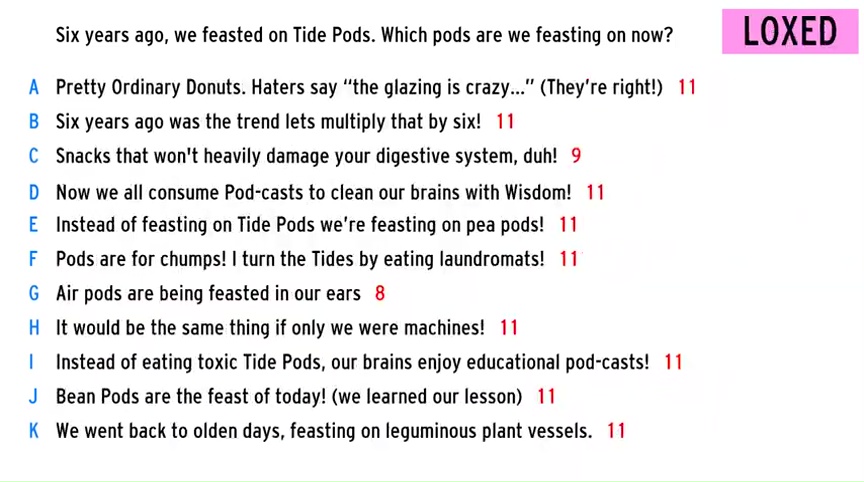 Six years ago, we feasted on Tide Pods. Which pods are we feasting on now?
LOXED
A Pretty Ordinary Donuts. Haters say “the glazing is crazy...” (They’re right!) 11
B Six years ago was the trend lets multiply that by six! 11
C Snacks that won't heavily damage your digestive system, duh! 9
D Now we all consume Pod-casts to clean our brains with Wisdom! 11
E Instead of feasting on Tide Pods we’re feasting on pea pods! 11
F Pods are for chumps! I turn the Tides by eating laundromats! 11
G Air pods are being feasted in our ears 8
H It would be the same thing if only we were machines! 11
I Instead of eating toxic Tide Pods, our brains enjoy educational pod-casts! 11
J Bean Pods are the feast of today! (we learned our lesson) 11
K We went back to olden days, feasting on leguminous plant vessels. 11